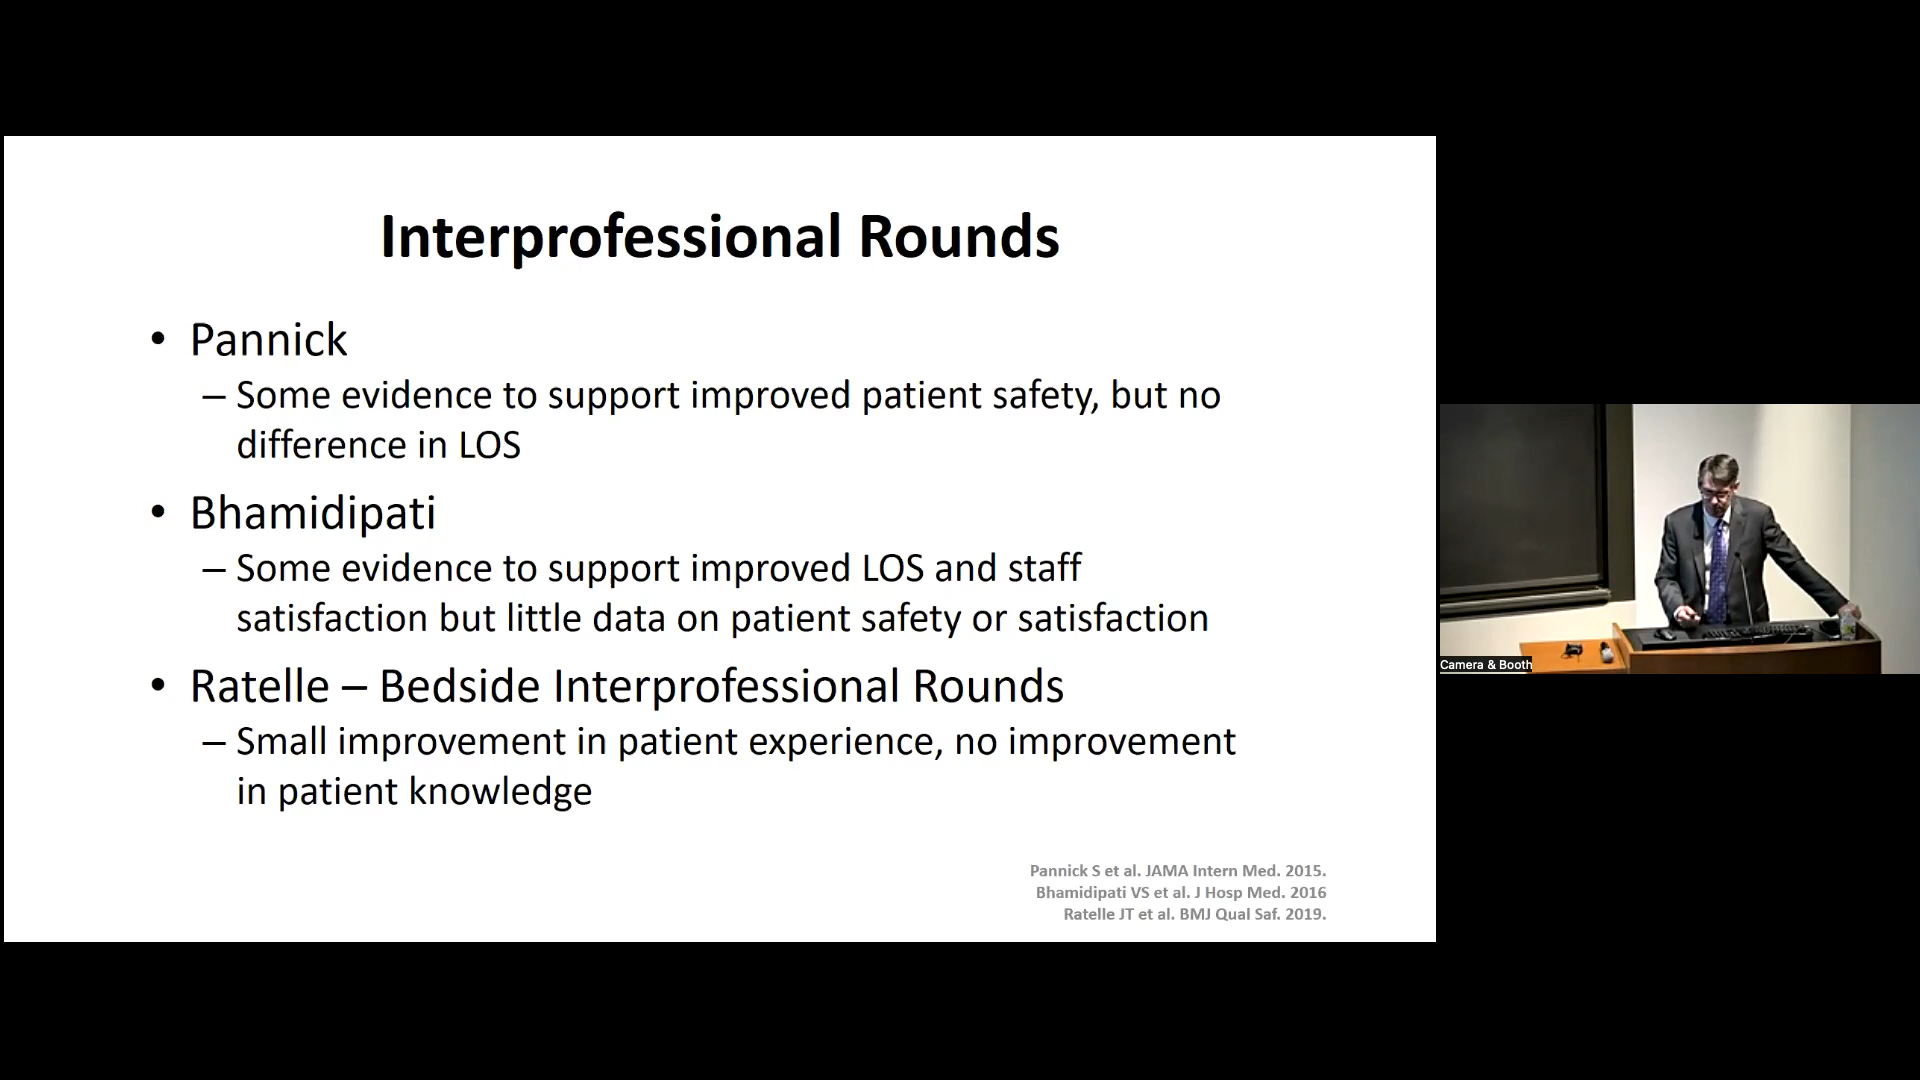 Interprofessional Rounds
• Pannick
– Some evidence to support improved patient safety, but no
difference in LOS
• Bhamidipati
– Some evidence to support improved LOS and staff
satisfaction but little data on patient safety or satisfaction
• Ratelle – Bedside Interprofessional Rounds
– Small improvement in patient experience, no improvement
in patient knowledge
Pannick S et al. JAMA Intern Med. 2015.
Bhamidipati VS et al. J Hosp Med. 2016
Ratelle JT et al. BMJ Qual Saf. 2019.
Camera & Booth